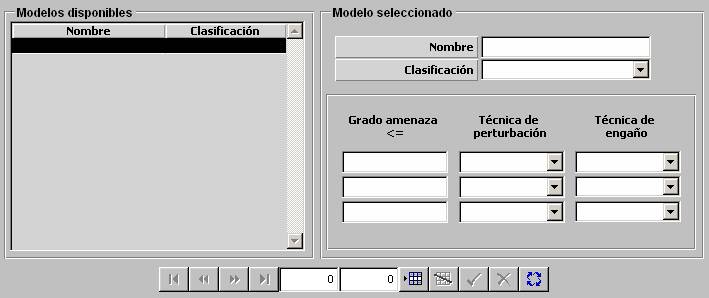 Modelos disponibles
Nombre Clasificación
Modelo seleccionado
Nombre
Clasificación
Grado amenaza <=
Técnica de perturbación
Técnica de engaño
0 0